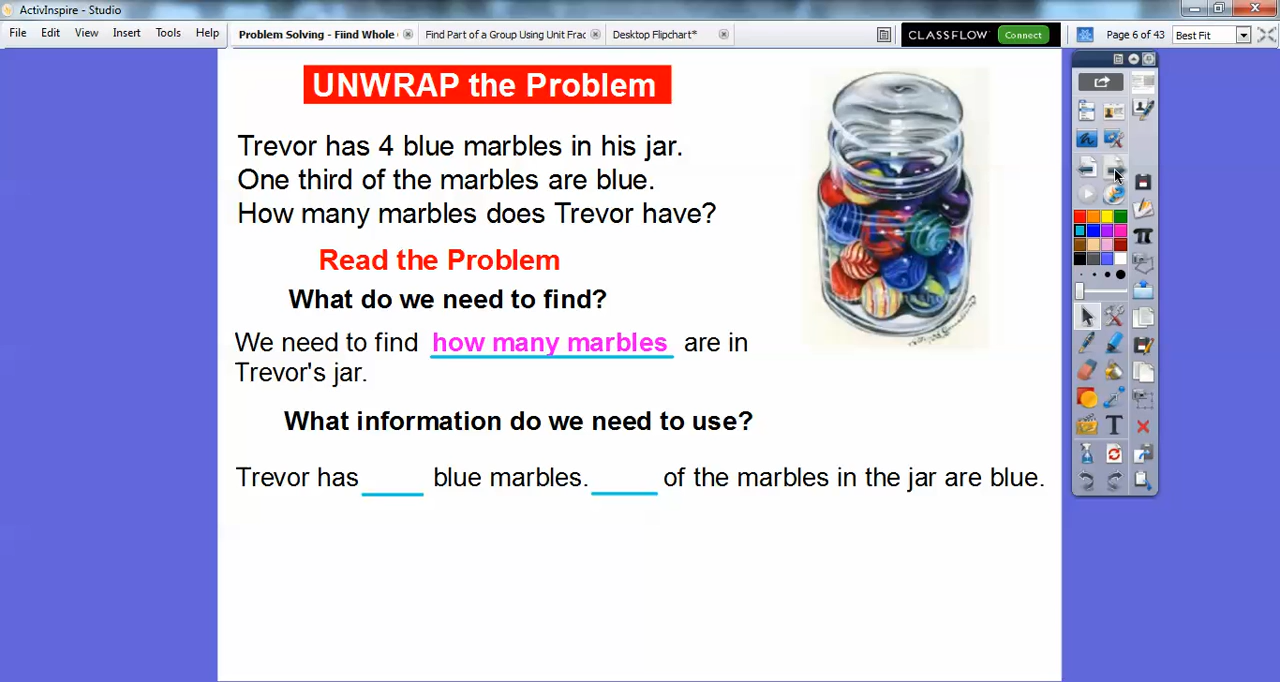 ActivInspire - Studio
File Edit View Insert Tools Help
Problem Solving - Fiind Whole
Find Part of a Group Using Unit Frac
Desktop Flipchart*
CLASSFLOW Connect
Page 6 of 43
Best Fit
UNWRAP the Problem
Trevor has 4 blue marbles in his jar.
One third of the marbles are blue.
How many marbles does Trevor have?
Read the Problem
What do we need to find?
We need to find how many marbles are in
Trevor's jar.
What information do we need to use?
Trevor has blue marbles. of the marbles in the jar are blue.